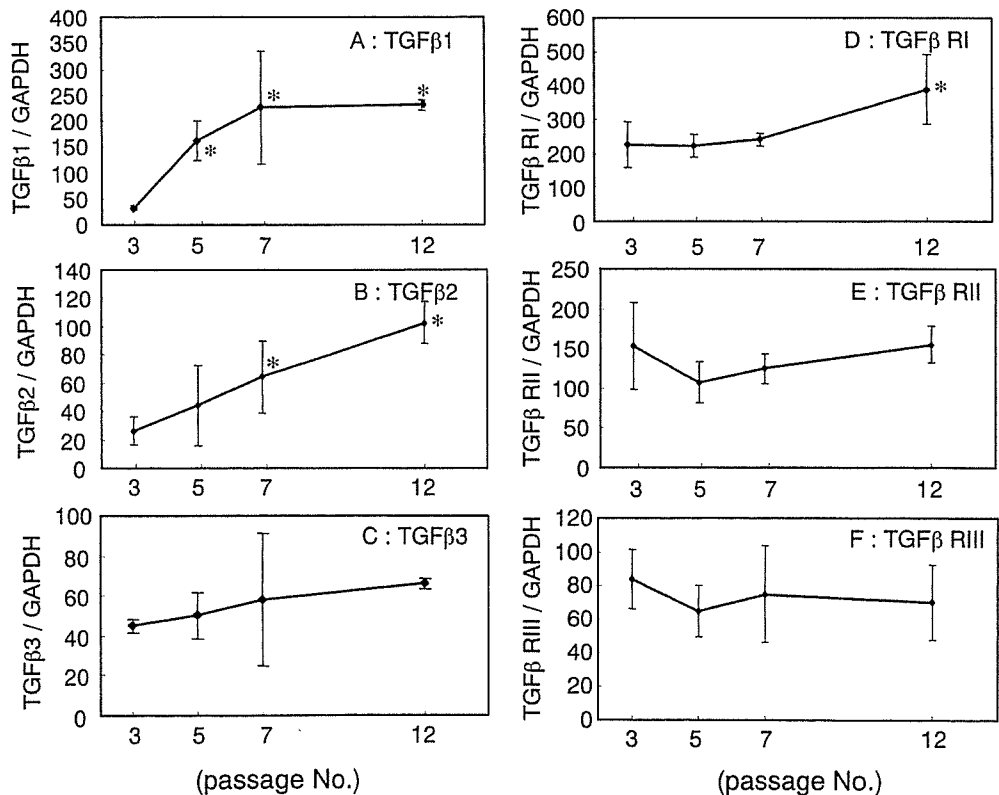 A : TGFβ1
TGFβ1 / GAPDH
400
350
300
250
200
150
100
50
0
*
*
*
3 5 7 12
B : TGFβ2
TGFβ2 / GAPDH
140
120
100
80
60
40
20
0
*
*
3 5 7 12
C : TGFβ3
TGFβ3 / GAPDH
100
80
60
40
20
0
3 5 7 12
(passage No.)
D : TGFβ RI
TGFβ RI / GAPDH
600
500
400
300
200
100
0
*
3 5 7 12
E : TGFβ RII
TGFβ RII / GAPDH
250
200
150
100
50
0
3 5 7 12
F : TGFβ RIII
TGFβ RIII / GAPDH
120
100
80
60
40
20
0
3 5 7 12
(passage No.)